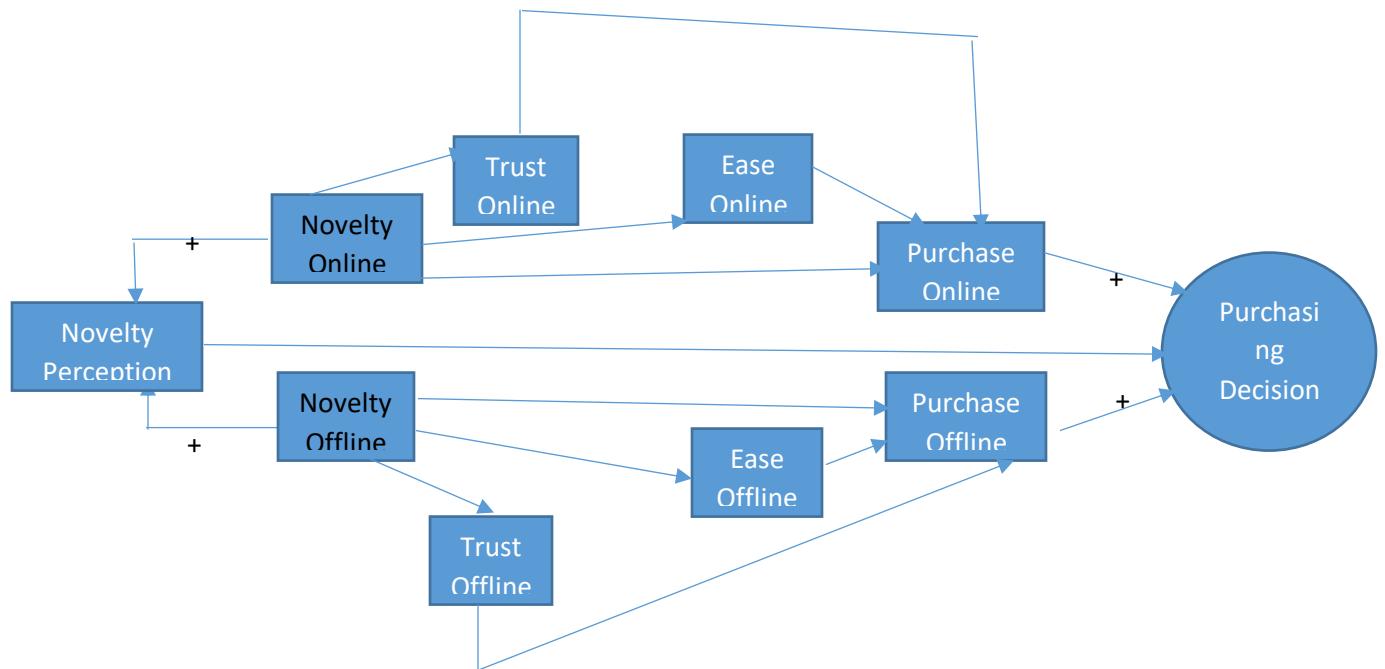 Trust
Online
Ease
Online
Novelty
Online
+
Purchase
Online
+
Novelty
Perception
Purchasi
ng
Decision
Novelty
Offline
+
Purchase
Offline
+
Ease
Offline
Trust
Offline